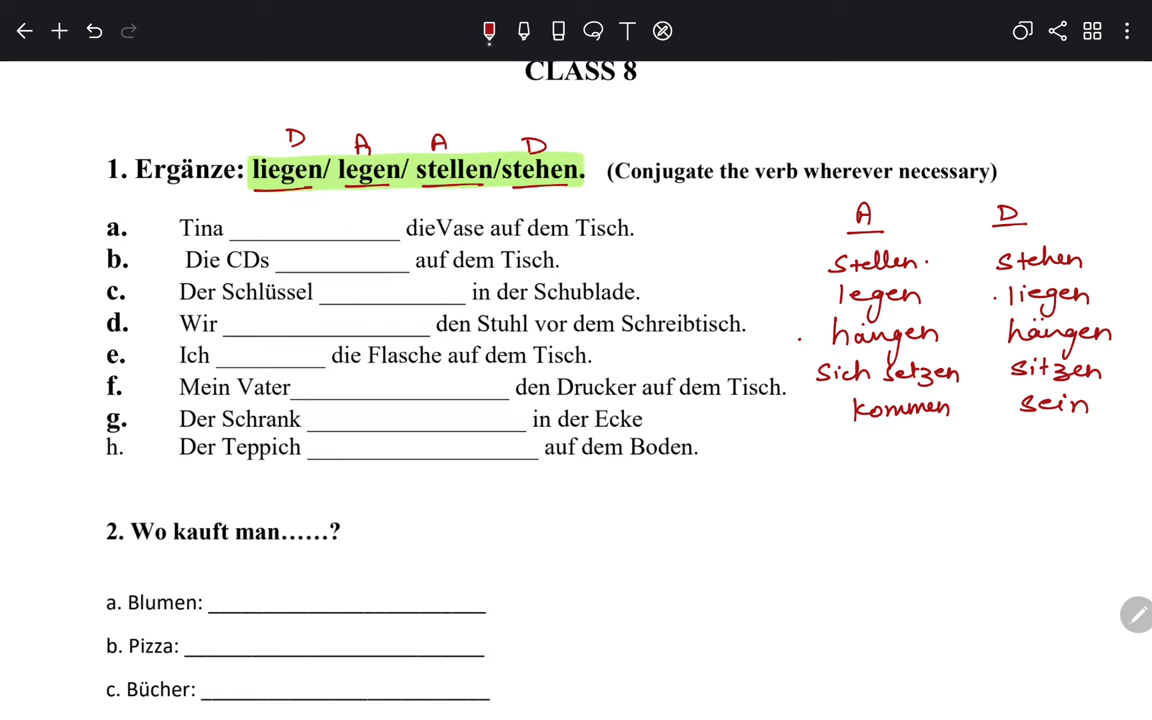 CLASS 8
D A A D
1. Ergänze: liegen/ legen/ stellen/stehen. (Conjugate the verb wherever necessary)
A D
a. Tina _______________ dieVase auf dem Tisch.
b. Die CDs ____________ auf dem Tisch.
stellen. stehen
c. Der Schlüssel _____________ in der Schublade.
legen liegen
d. Wir __________________ den Stuhl vor dem Schreibtisch.
hängen hängen
e. Ich __________ die Flasche auf dem Tisch.
sich setzen sitzen
f. Mein Vater____________________ den Drucker auf dem Tisch.
kommen sein
g. Der Schrank ____________________ in der Ecke
h. Der Teppich _____________________ auf dem Boden.
2. Wo kauft man……?
a. Blumen: _________________________
b. Pizza: ___________________________
c. Bücher: __________________________